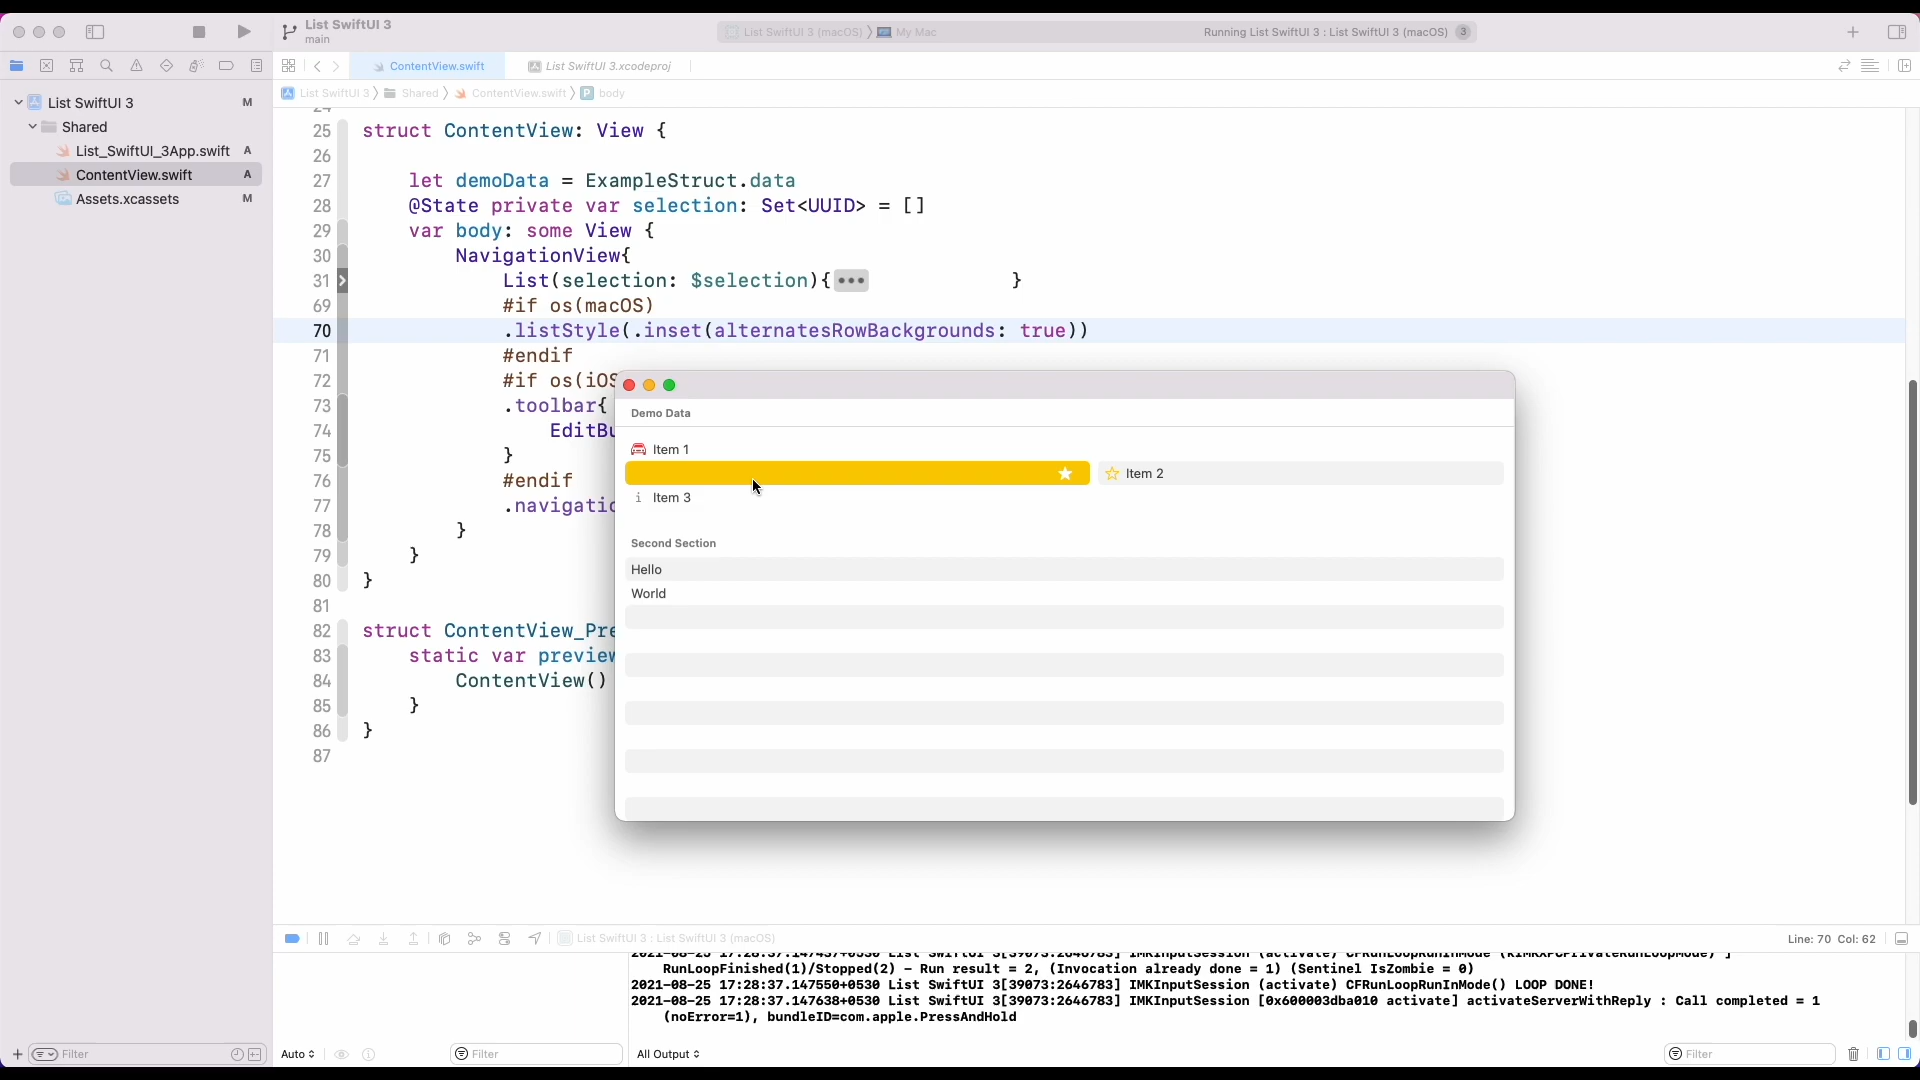 List SwiftUI 3
main
List SwiftUI 3 (macOS) 〉 My Mac
Running List SwiftUI 3 : List SwiftUI 3 (macOS) 3
ContentView.swift
List SwiftUI 3.xcodeproj
List SwiftUI 3 〉 Shared 〉 ContentView.swift 〉 P body
List SwiftUI 3 M
Shared
List_SwiftUI_3App.swift A
ContentView.swift A
Assets.xcassets M
24
25 struct ContentView: View {
26
27 let demoData = ExampleStruct.data
28 @State private var selection: Set<UUID> = []
29 var body: some View {
30 NavigationView{
31 List(selection: $selection){••• }
69 #if os(macOS)
70 .listStyle(.inset(alternatesRowBackgrounds: true))
71 #endif
72 #if os(iOS
73 .toolbar{
74 EditBu
75 }
76 #endif
77 .navigatio
78 }
79 }
80 }
81
82 struct ContentView_Pre
83 static var preview
84 ContentView()
85 }
86 }
87
Demo Data
Item 1
Item 2
Item 3
Second Section
Hello
World
List SwiftUI 3 : List SwiftUI 3 (macOS)
Line: 70 Col: 62
RunLoopFinished(1)/Stopped(2) – Run result = 2, (Invocation already done = 1) (Sentinel IsZombie = 0)
2021-08-25 17:28:37.147550+0530 List SwiftUI 3[39073:2646783] IMKInputSession (activate) CFRunLoopRunInMode() LOOP DONE!
2021-08-25 17:28:37.147638+0530 List SwiftUI 3[39073:2646783] IMKInputSession [0x600003dba010 activate] activateServerWithReply : Call completed = 1
(noError=1), bundleID=com.apple.PressAndHold
Filter
Auto
Filter
All Output
Filter